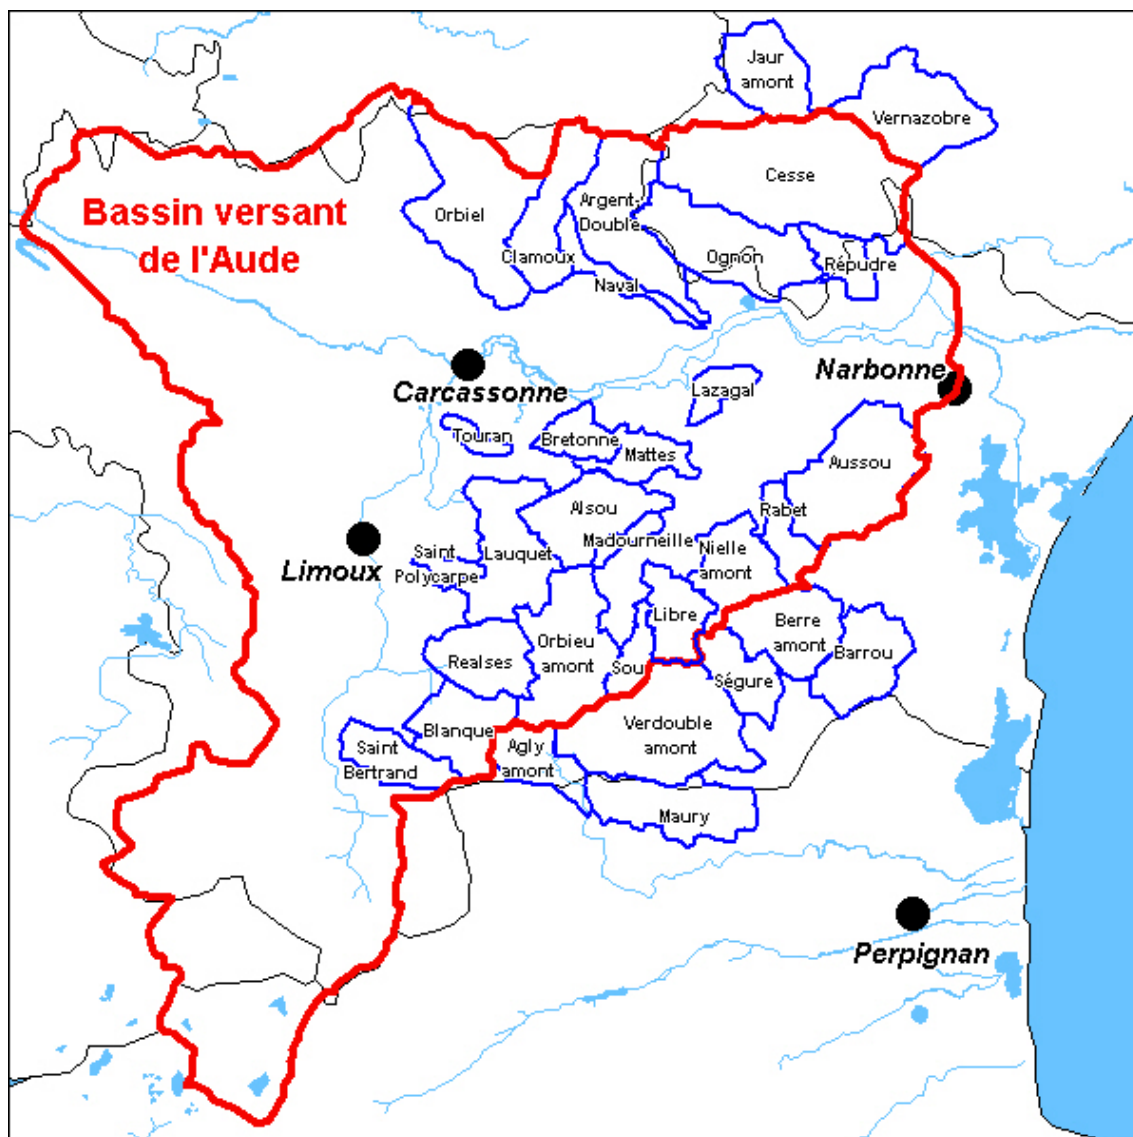 Jaur
amont
Vernazobre
Cesse
Bassin versant
de l'Aude
Orbiel
Argent-
Double
Clamoux
Ognon
Répudre
Naval
Carcassonne
Narbonne
Lazagal
Touran
Bretonne
Mattes
Aussou
Alsou
Rabet
Limoux
Saint
Polycarpe
Lauquet
Madourneille
Nielle
amont
Libre
Orbieu
amont
Berre
amont
Barrou
Realses
Sou
Ségure
Blanque
Verdouble
amont
Saint
Bertrand
Agly
amont
Maury
Perpignan